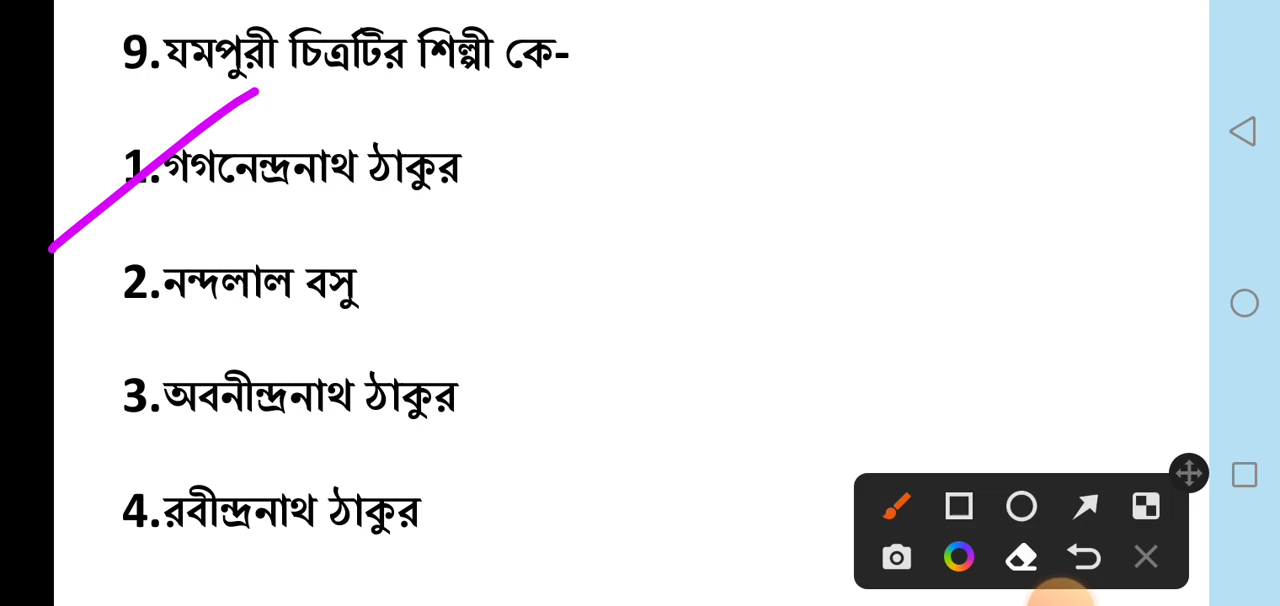 9.যমপুরী চিত্রটির শিল্পী কে-
1.গগনেন্দ্রনাথ ঠাকুর
2.নন্দলাল বসু
3.অবনীন্দ্রনাথ ঠাকুর
4.রবীন্দ্রনাথ ঠাকুর